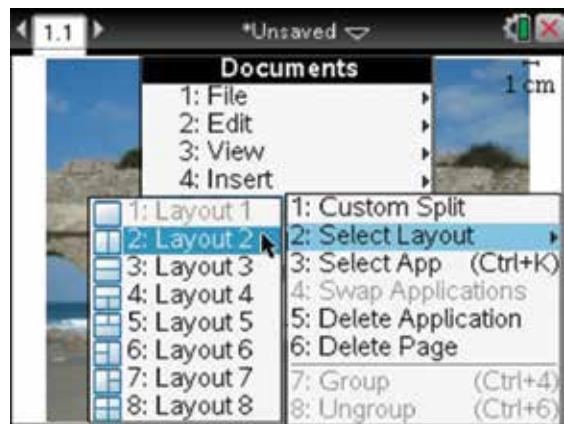 1.1 *Unsaved
Documents
1 cm
1: File
2: Edit
3: View
4: Insert
1: Custom Split
2: Select Layout
3: Select App (Ctrl+K)
4: Swap Applications
5: Delete Application
6: Delete Page
7: Group (Ctrl+4)
8: Ungroup (Ctrl+6)
1: Layout 1
2: Layout 2
3: Layout 3
4: Layout 4
5: Layout 5
6: Layout 6
7: Layout 7
8: Layout 8